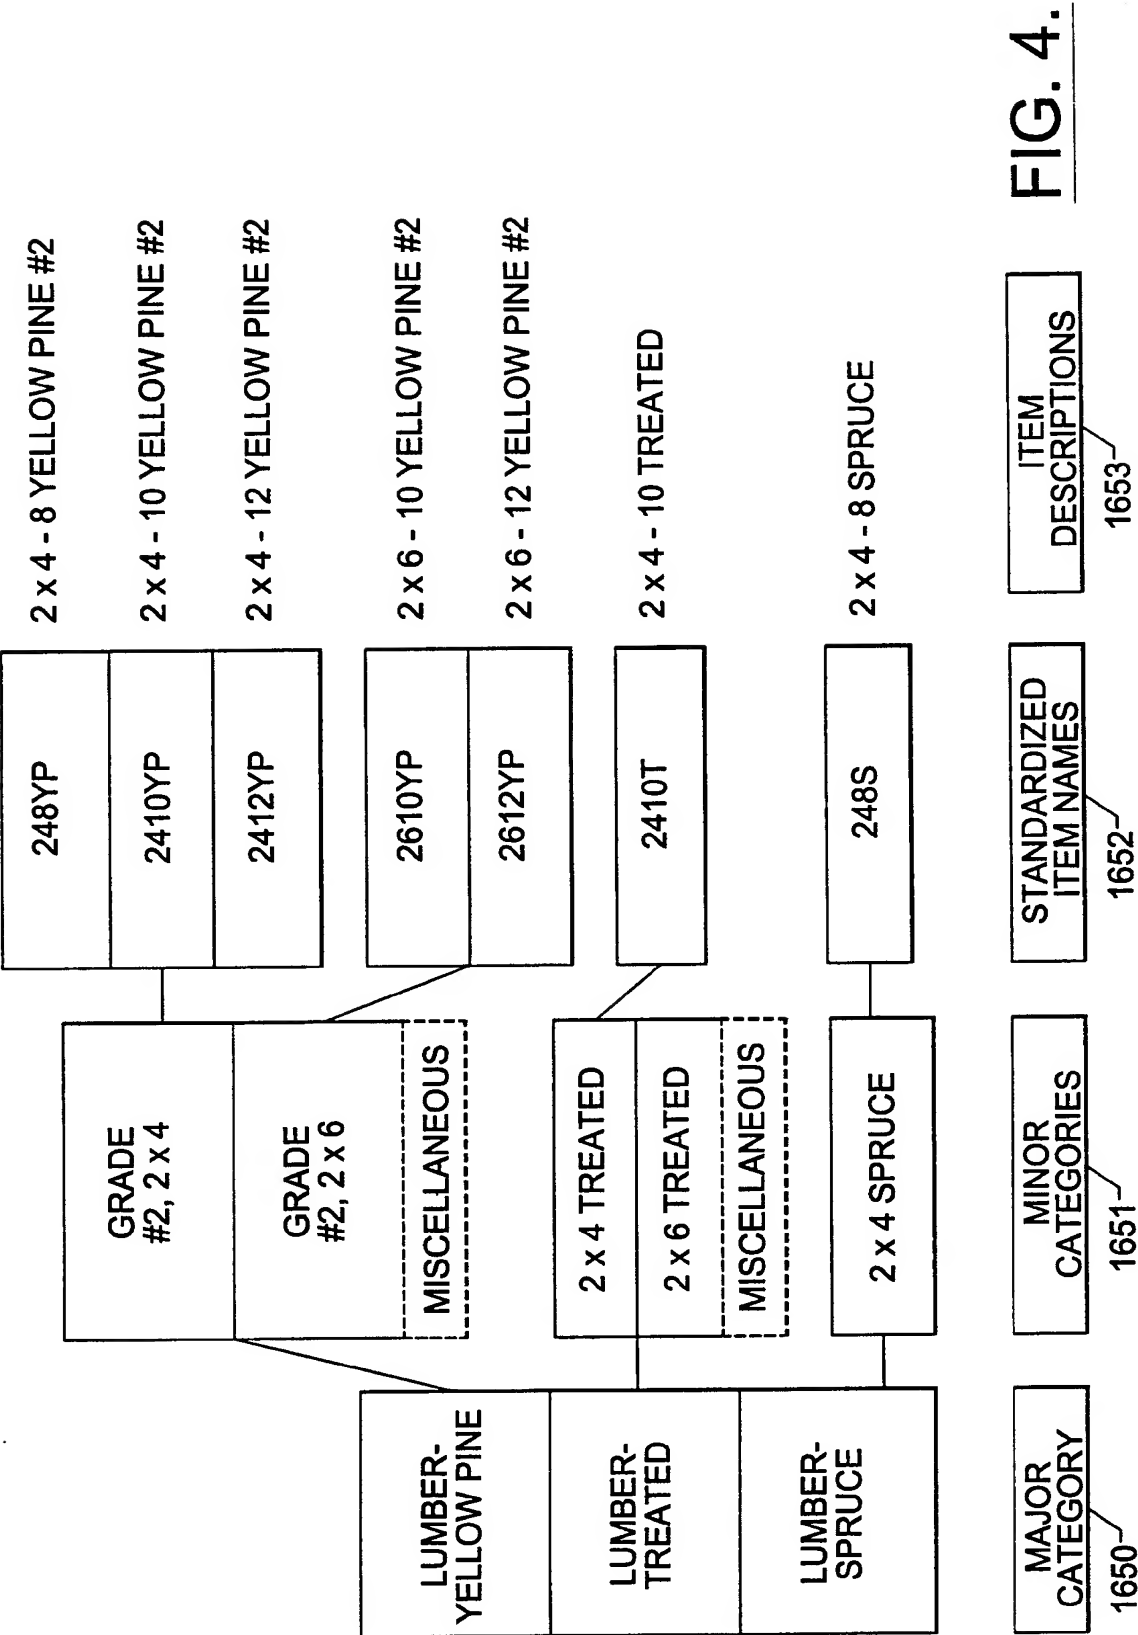 LUMBER-
YELLOW PINE
LUMBER-
TREATED
LUMBER-
SPRUCE
MAJOR
CATEGORY
1650
GRADE
#2, 2 x 4
GRADE
#2, 2 x 6
MISCELLANEOUS
2 x 4 TREATED
2 x 6 TREATED
MISCELLANEOUS
2 x 4 SPRUCE
MINOR
CATEGORIES
1651
248YP
2410YP
2412YP
2610YP
2612YP
2410T
248S
STANDARDIZED
ITEM NAMES
1652
2 x 4 - 8 YELLOW PINE #2
2 x 4 - 10 YELLOW PINE #2
2 x 4 - 12 YELLOW PINE #2
2 x 6 - 10 YELLOW PINE #2
2 x 6 - 12 YELLOW PINE #2
2 x 4 - 10 TREATED
2 x 4 - 8 SPRUCE
ITEM
DESCRIPTIONS
1653
FIG. 4.